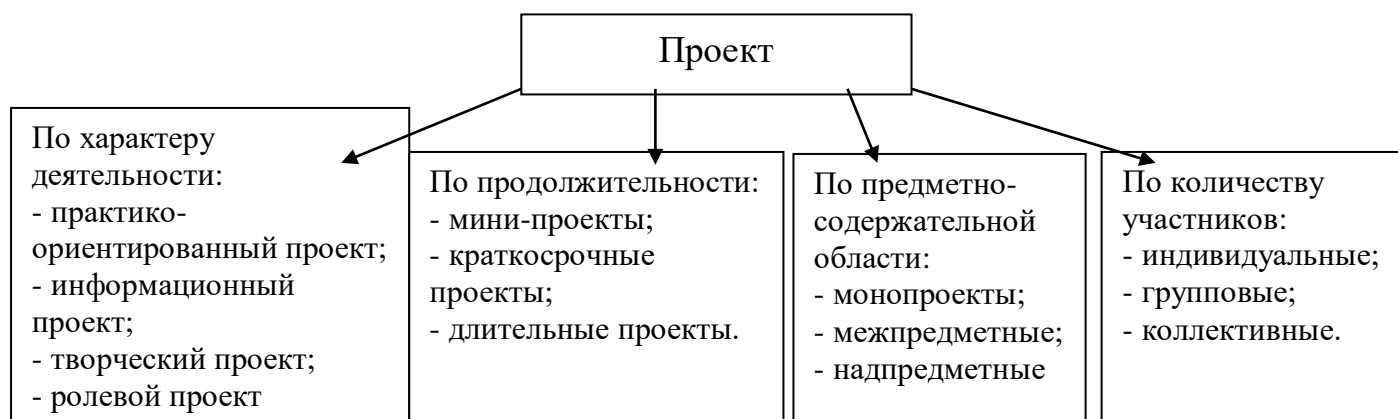 Проект
По характеру
деятельности:
- практико-
ориентированный проект;
- информационный
проект;
- творческий проект;
- ролевой проект
По продолжительности:
- мини-проекты;
- краткосрочные
проекты;
- длительные проекты.
По предметно-
содержательной
области:
- монопроекты;
- межпредметные;
- надпредметные
По количеству
участников:
- индивидуальные;
- групповые;
- коллективные.